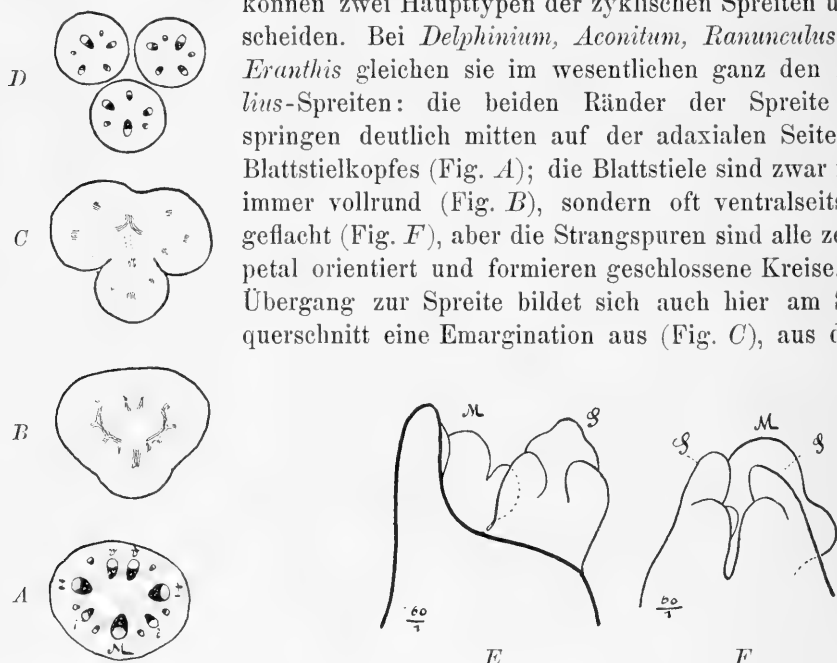 können zwei Haupttypen der zyklischen Spreiten u
scheiden. Bei Delphinium, Aconitum, Ranunculus
Eranthis gleichen sie im wesentlichen ganz den
lius-Spreiten: die beiden Ränder der Spreite
springen deutlich mitten auf der adaxialen Seite
Blattstielkopfes (Fig. A); die Blattstiele sind zwar
immer vollrund (Fig. B), sondern oft ventralseits
geflacht (Fig. F), aber die Strangspuren sind alle ze
petal orientiert und formieren geschlossene Kreise.
Übergang zur Spreite bildet sich auch hier am
querschnitt eine Emargination aus (Fig. C), aus d
D
C
B
A
M
M
M
60/1
60/1
E
F